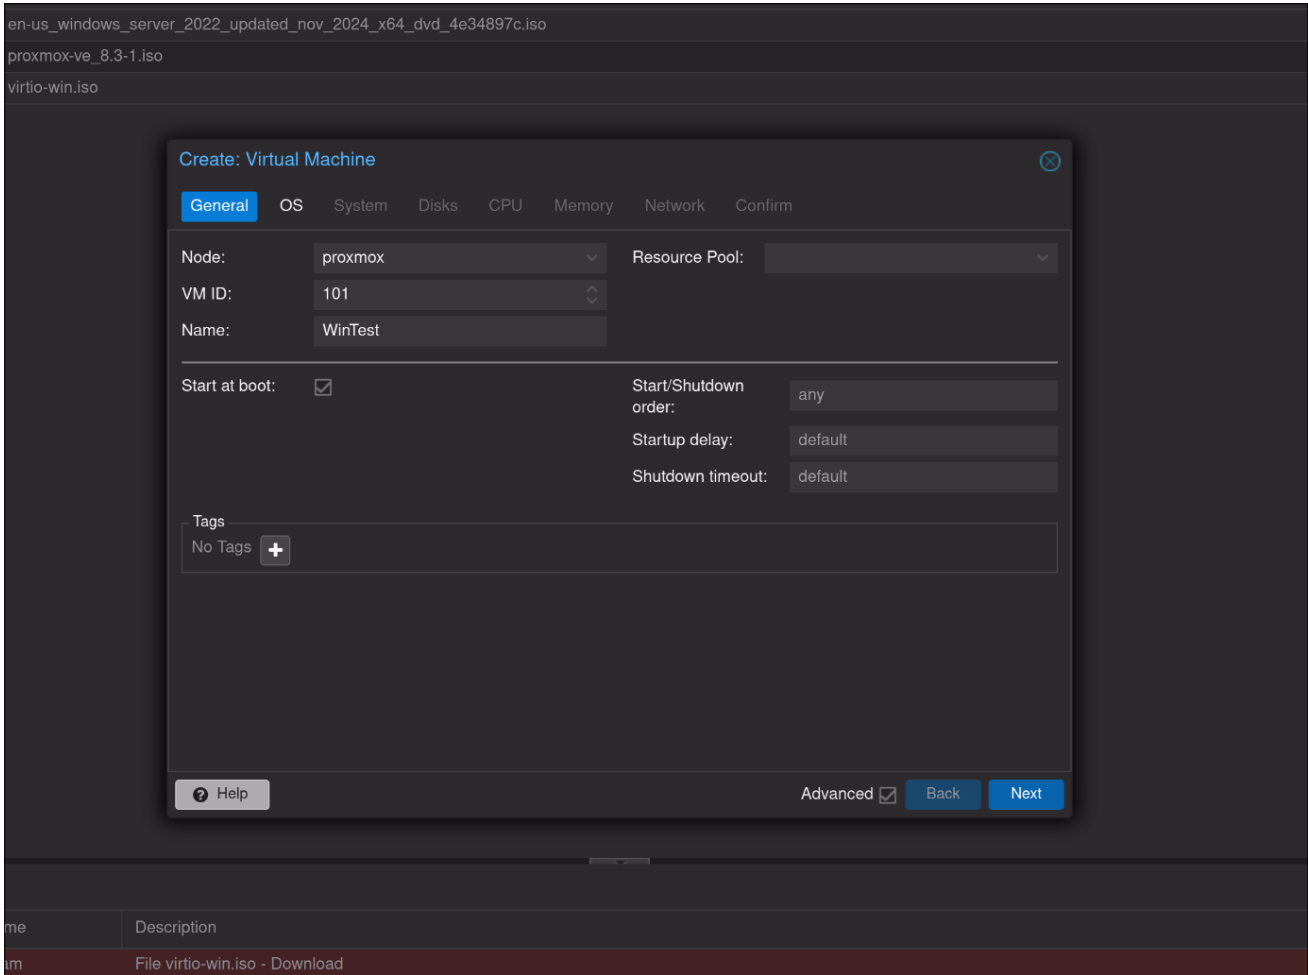 en-us_windows_server_2022_updated_nov_2024_x64_dvd_4e34897c.iso
proxmox-ve_8.3-1.iso
virtio-win.iso
Create: Virtual Machine
General OS System Disks CPU Memory Network Confirm
Node: proxmox Resource Pool:
VM ID: 101
Name: WinTest
Start at boot: Start/Shutdown order: any
Startup delay: default
Shutdown timeout: default
Tags
No Tags
Help Advanced Back Next
me Description
am File virtio-win.iso - Download